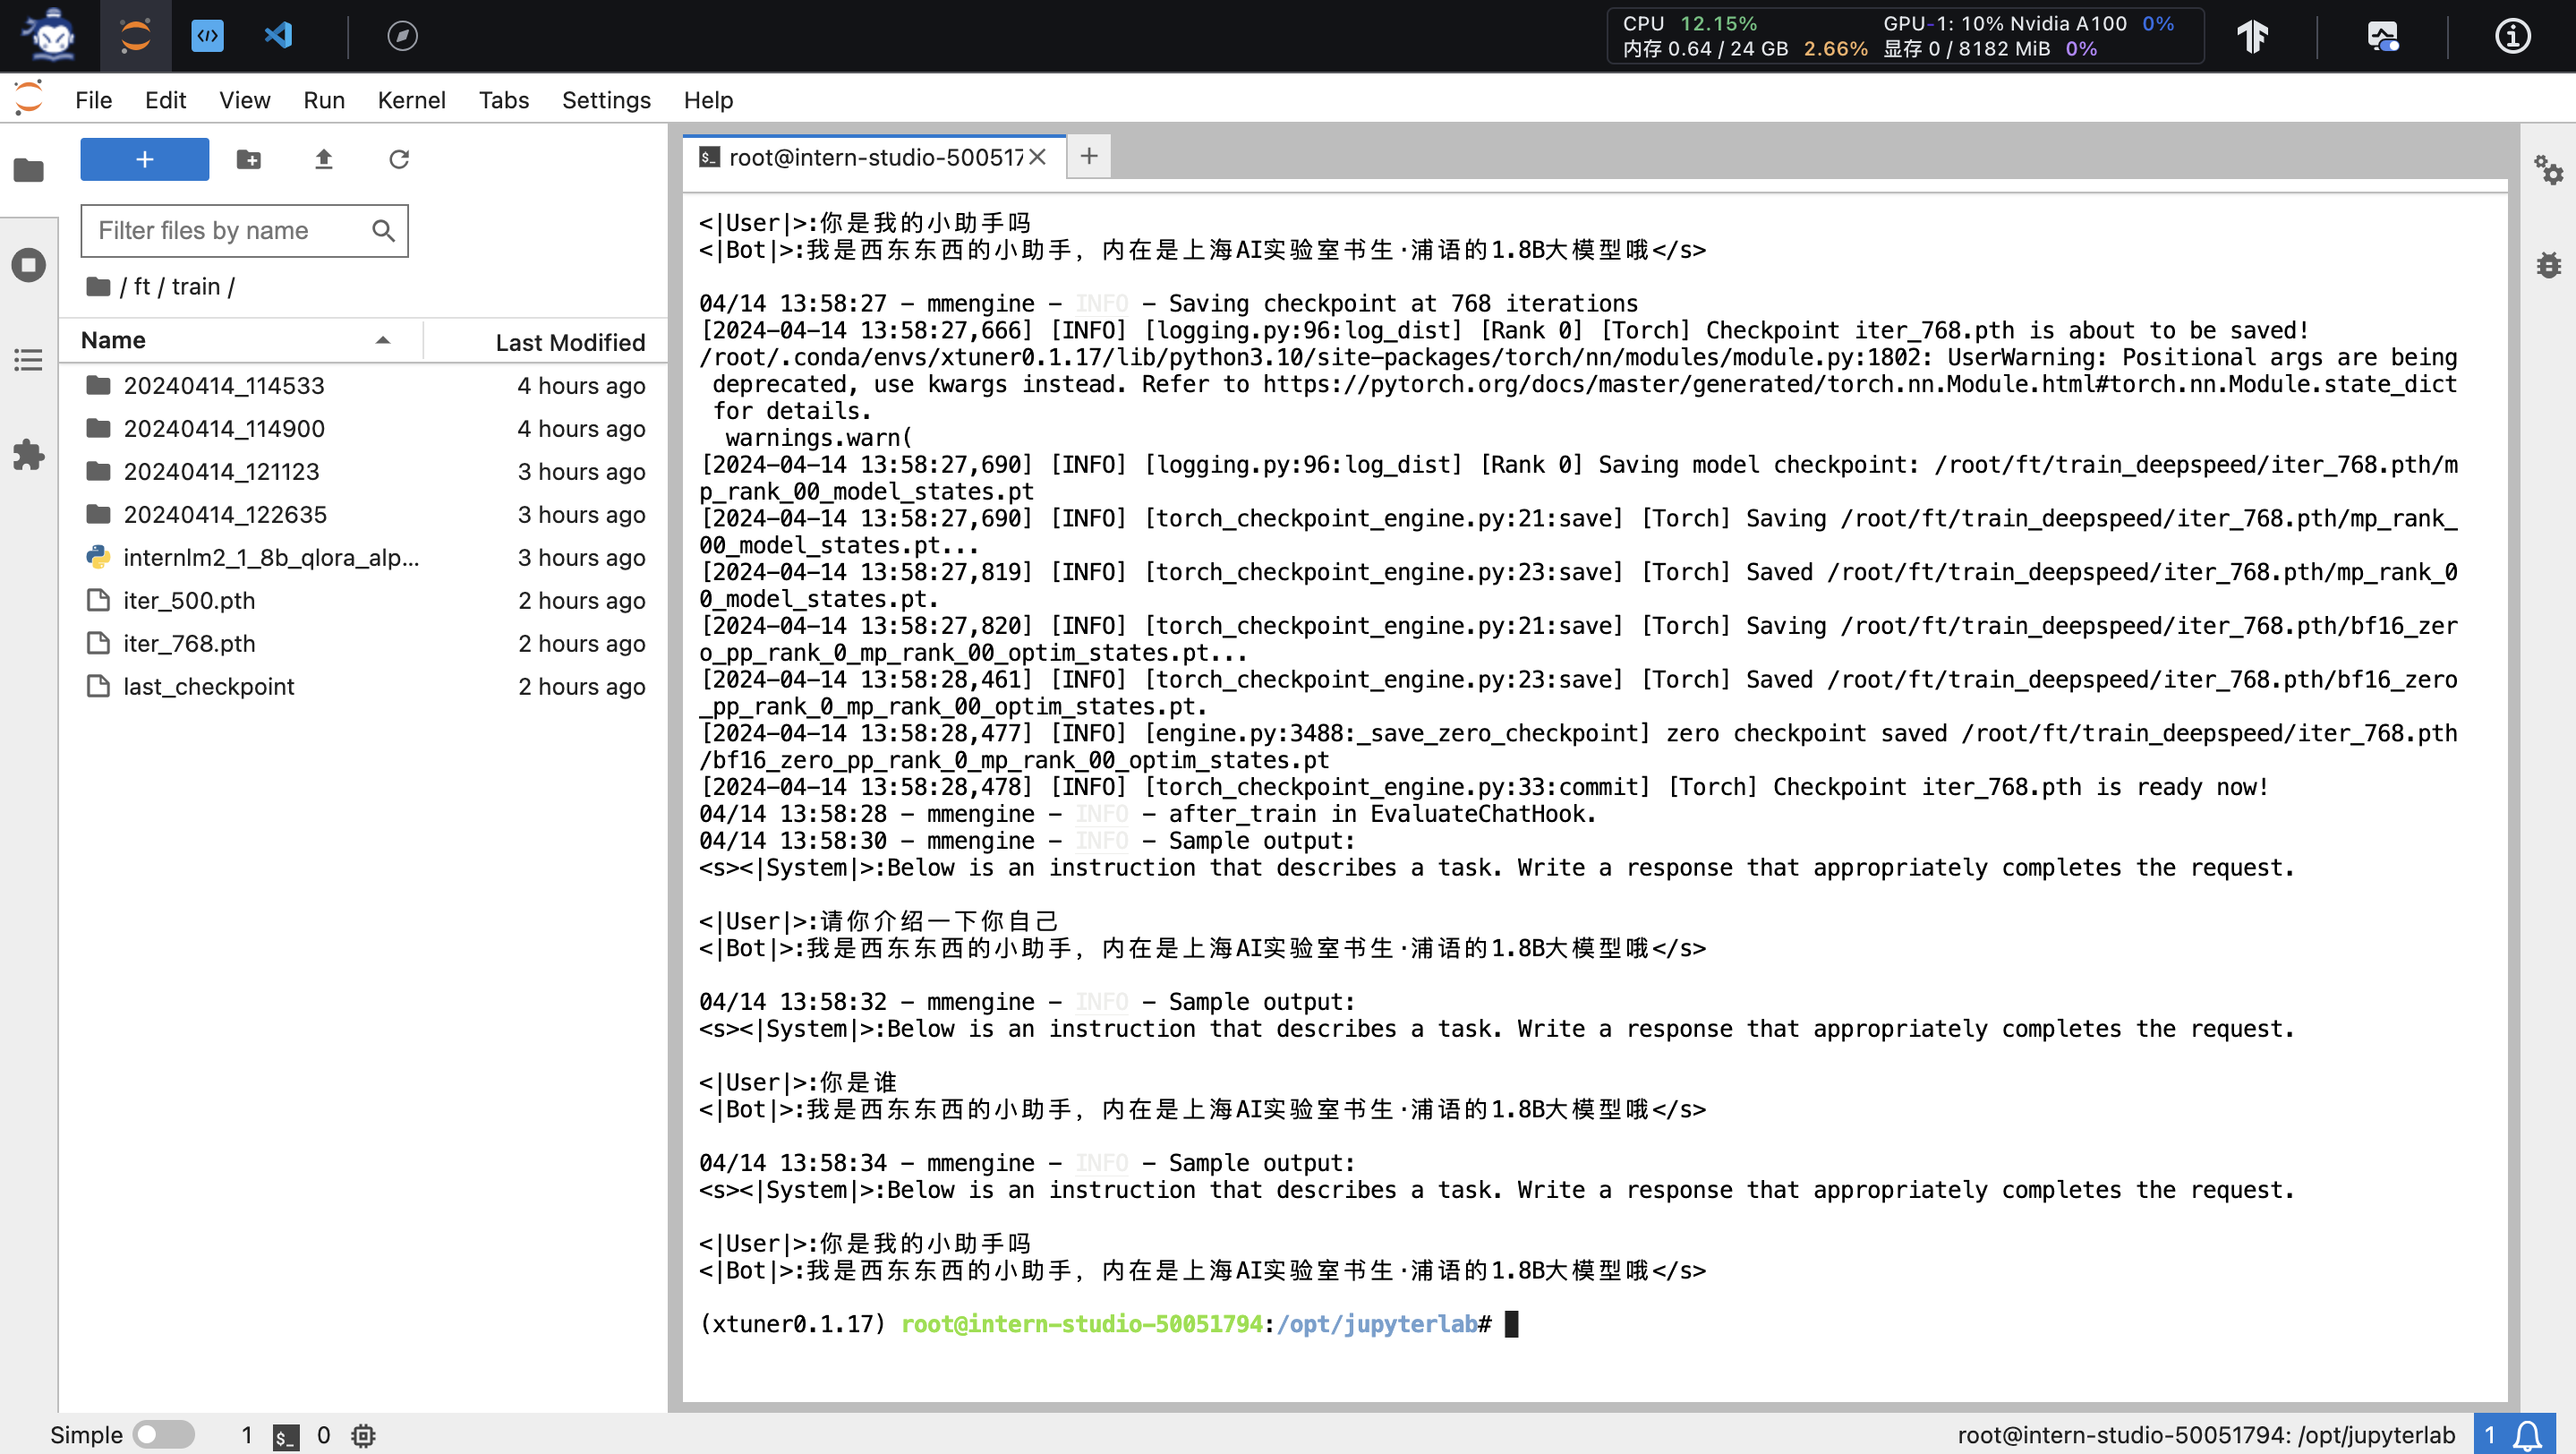 CPU 12.15% GPU-1: 10% Nvidia A100 0%
内存 0.64 / 24 GB 2.66% 显存 0 / 8182 MiB 0%
File Edit View Run Kernel Tabs Settings Help
+
root@intern-studio-500517
Filter files by name
/ ft / train /
Name Last Modified
20240414_114533 4 hours ago
20240414_114900 4 hours ago
20240414_121123 3 hours ago
20240414_122635 3 hours ago
internlm2_1_8b_qlora_alp... 3 hours ago
iter_500.pth 2 hours ago
iter_768.pth 2 hours ago
last_checkpoint 2 hours ago
<|User|>:你是我的小助手吗
<|Bot|>:我是西东东西的小助手，内在是上海AI实验室书生·浦语的1.8B大模型哦</s>
04/14 13:58:27 - mmengine - INFO - Saving checkpoint at 768 iterations
[2024-04-14 13:58:27,666] [INFO] [logging.py:96:log_dist] [Rank 0] [Torch] Checkpoint iter_768.pth is about to be saved!
/root/.conda/envs/xtuner0.1.17/lib/python3.10/site-packages/torch/nn/modules/module.py:1802: UserWarning: Positional args are being
deprecated, use kwargs instead. Refer to https://pytorch.org/docs/master/generated/torch.nn.Module.html#torch.nn.Module.state_dict
for details.
warnings.warn(
[2024-04-14 13:58:27,690] [INFO] [logging.py:96:log_dist] [Rank 0] Saving model checkpoint: /root/ft/train_deepspeed/iter_768.pth/m
p_rank_00_model_states.pt
[2024-04-14 13:58:27,690] [INFO] [torch_checkpoint_engine.py:21:save] [Torch] Saving /root/ft/train_deepspeed/iter_768.pth/mp_rank_
00_model_states.pt...
[2024-04-14 13:58:27,819] [INFO] [torch_checkpoint_engine.py:23:save] [Torch] Saved /root/ft/train_deepspeed/iter_768.pth/mp_rank_0
0_model_states.pt.
[2024-04-14 13:58:27,820] [INFO] [torch_checkpoint_engine.py:21:save] [Torch] Saving /root/ft/train_deepspeed/iter_768.pth/bf16_zer
o_pp_rank_0_mp_rank_00_optim_states.pt...
[2024-04-14 13:58:28,461] [INFO] [torch_checkpoint_engine.py:23:save] [Torch] Saved /root/ft/train_deepspeed/iter_768.pth/bf16_zero
_pp_rank_0_mp_rank_00_optim_states.pt.
[2024-04-14 13:58:28,477] [INFO] [engine.py:3488:_save_zero_checkpoint] zero checkpoint saved /root/ft/train_deepspeed/iter_768.pth
/bf16_zero_pp_rank_0_mp_rank_00_optim_states.pt
[2024-04-14 13:58:28,478] [INFO] [torch_checkpoint_engine.py:33:commit] [Torch] Checkpoint iter_768.pth is ready now!
04/14 13:58:28 - mmengine - INFO - after_train in EvaluateChatHook.
04/14 13:58:30 - mmengine - INFO - Sample output:
<s><|System|>:Below is an instruction that describes a task. Write a response that appropriately completes the request.
<|User|>:请你介绍一下你自己
<|Bot|>:我是西东东西的小助手，内在是上海AI实验室书生·浦语的1.8B大模型哦</s>
04/14 13:58:32 - mmengine - INFO - Sample output:
<s><|System|>:Below is an instruction that describes a task. Write a response that appropriately completes the request.
<|User|>:你是谁
<|Bot|>:我是西东东西的小助手，内在是上海AI实验室书生·浦语的1.8B大模型哦</s>
04/14 13:58:34 - mmengine - INFO - Sample output:
<s><|System|>:Below is an instruction that describes a task. Write a response that appropriately completes the request.
<|User|>:你是我的小助手吗
<|Bot|>:我是西东东西的小助手，内在是上海AI实验室书生·浦语的1.8B大模型哦</s>
(xtuner0.1.17) root@intern-studio-50051794:/opt/jupyterlab#
Simple 1 $_ 0 root@intern-studio-50051794: /opt/jupyterlab 1